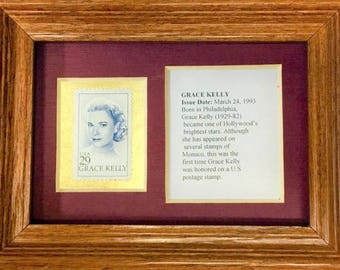 USA
29
GRACE KELLY
GRACE KELLY
Issue Date: March 24, 1993
Born in Philadelphia,
Grace Kelly (1929-82)
became one of Hollywood's
brightest stars. Although
she has appeared on
several stamps of
Monaco, this was the
first time Grace Kelly
was honored on a U S
postage stamp.